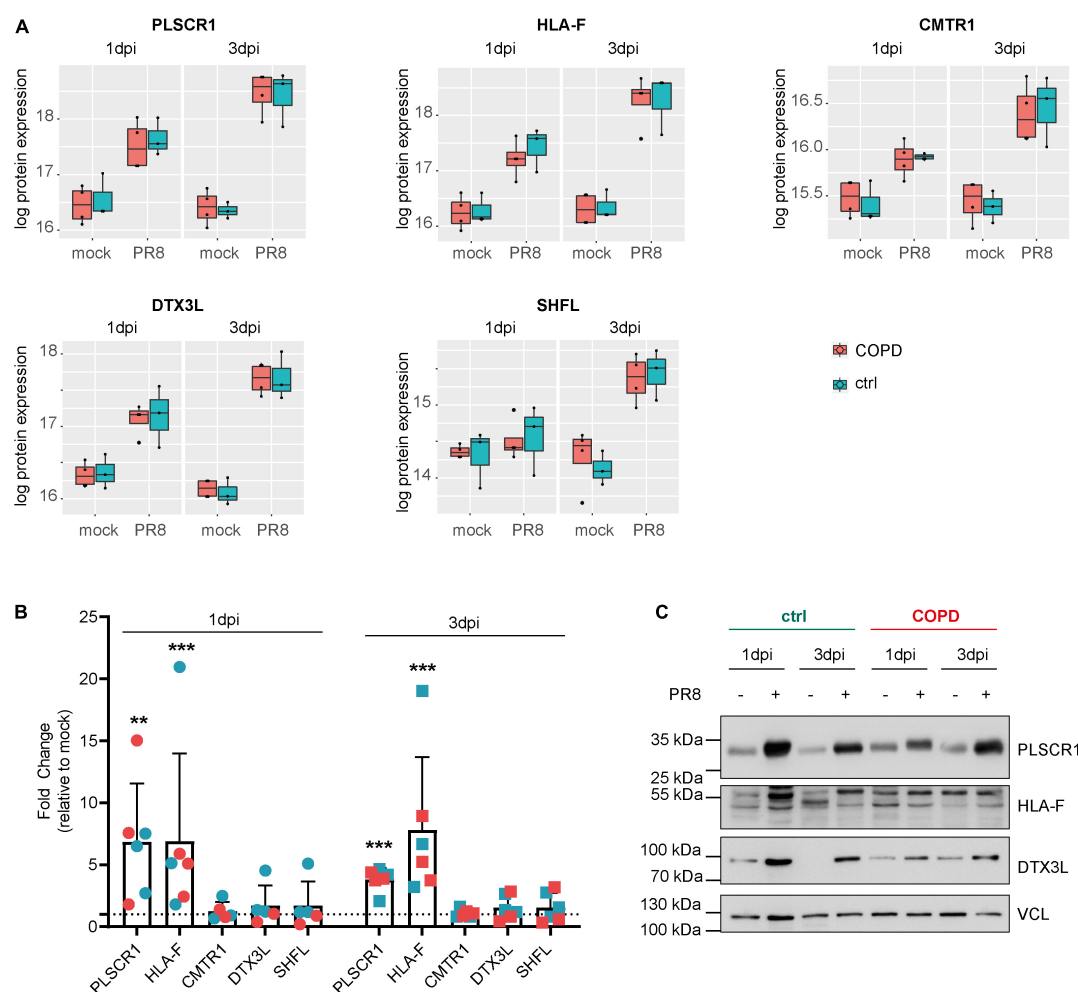 A
PLSCR1
1dpi 3dpi
log protein expression
18
17
16
mock PR8 mock PR8
HLA-F
1dpi 3dpi
log protein expression
18
17
16
mock PR8 mock PR8
CMTR1
1dpi 3dpi
log protein expression
16.5
16.0
15.5
mock PR8 mock PR8
DTX3L
1dpi 3dpi
log protein expression
18
17
16
mock PR8 mock PR8
SHFL
1dpi 3dpi
log protein expression
15
14
mock PR8 mock PR8
COPD
ctrl
B
1dpi 3dpi
Fold Change
(relative to mock)
25
20
15
10
5
0
** *** *** ***
PLSCR1 HLA-F CMTR1 DTX3L SHFL PLSCR1 HLA-F CMTR1 DTX3L SHFL
C
ctrl COPD
1dpi 3dpi 1dpi 3dpi
PR8 - + - + - + - +
35 kDa
PLSCR1
25 kDa
55 kDa
HLA-F
100 kDa
DTX3L
70 kDa
130 kDa
VCL
100 kDa